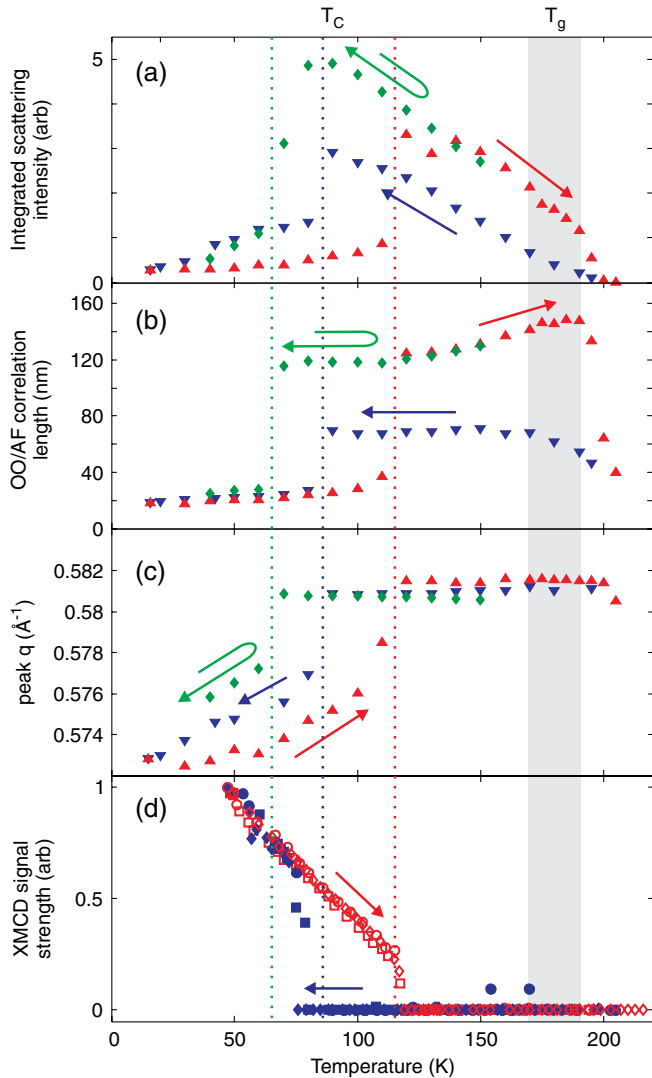 T_C T_g
(a)
Integrated scattering
intensity (arb)
5
0
(b)
OO/AF correlation
length (nm)
160
120
80
40
0
(c)
peak q (Å⁻¹)
0.582
0.58
0.578
0.576
0.574
(d)
XMCD signal
strength (arb)
1
0.5
0
0 50 100 150 200
Temperature (K)